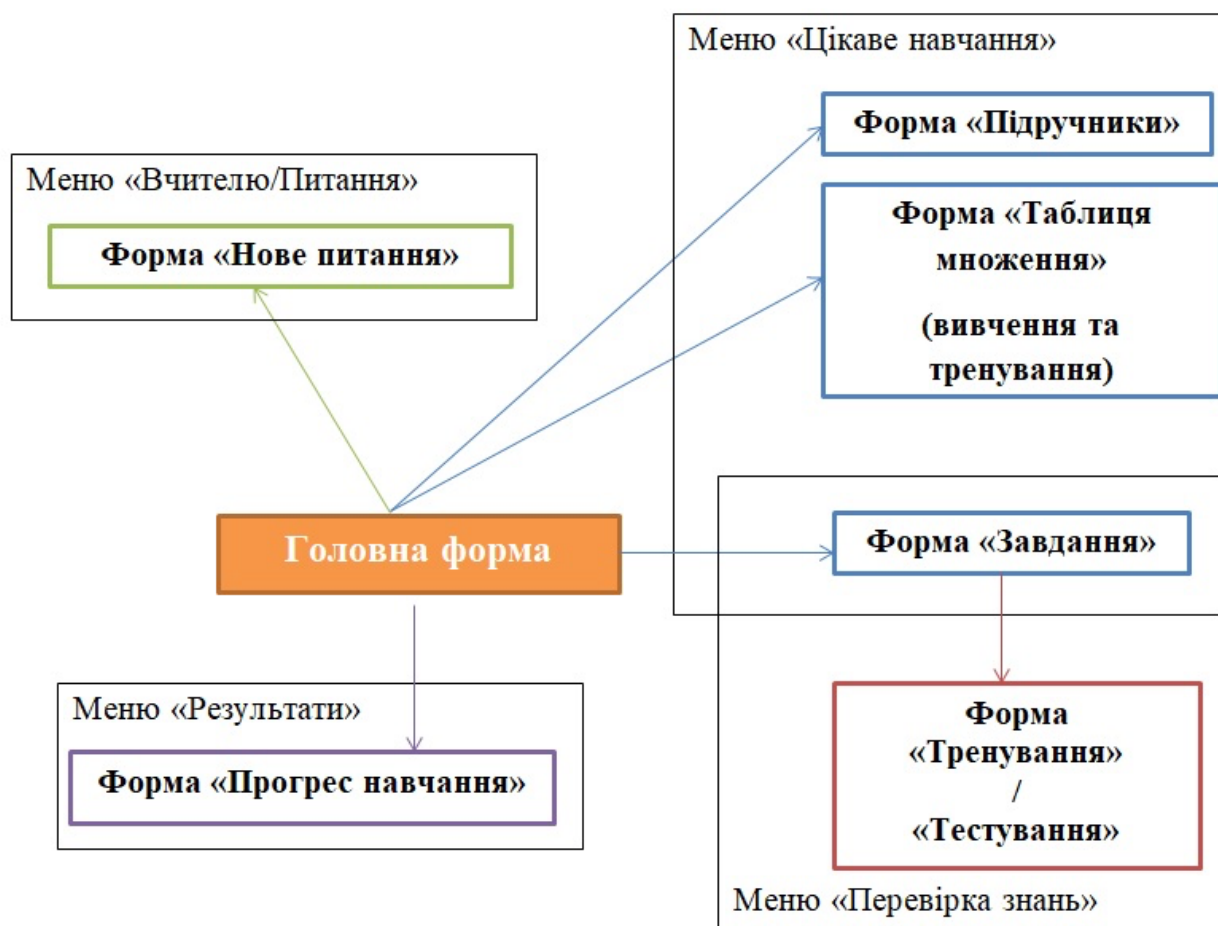 Меню «Цікаве навчання»
Форма «Підручники»
Форма «Таблиця
множення»
(вивчення та
тренування)
Меню «Вчителю/Питання»
Форма «Нове питання»
Головна форма
Форма «Завдання»
Меню «Результати»
Форма «Прогрес навчання»
Форма
«Тренування»
/
«Тестування»
Меню «Перевірка знань»